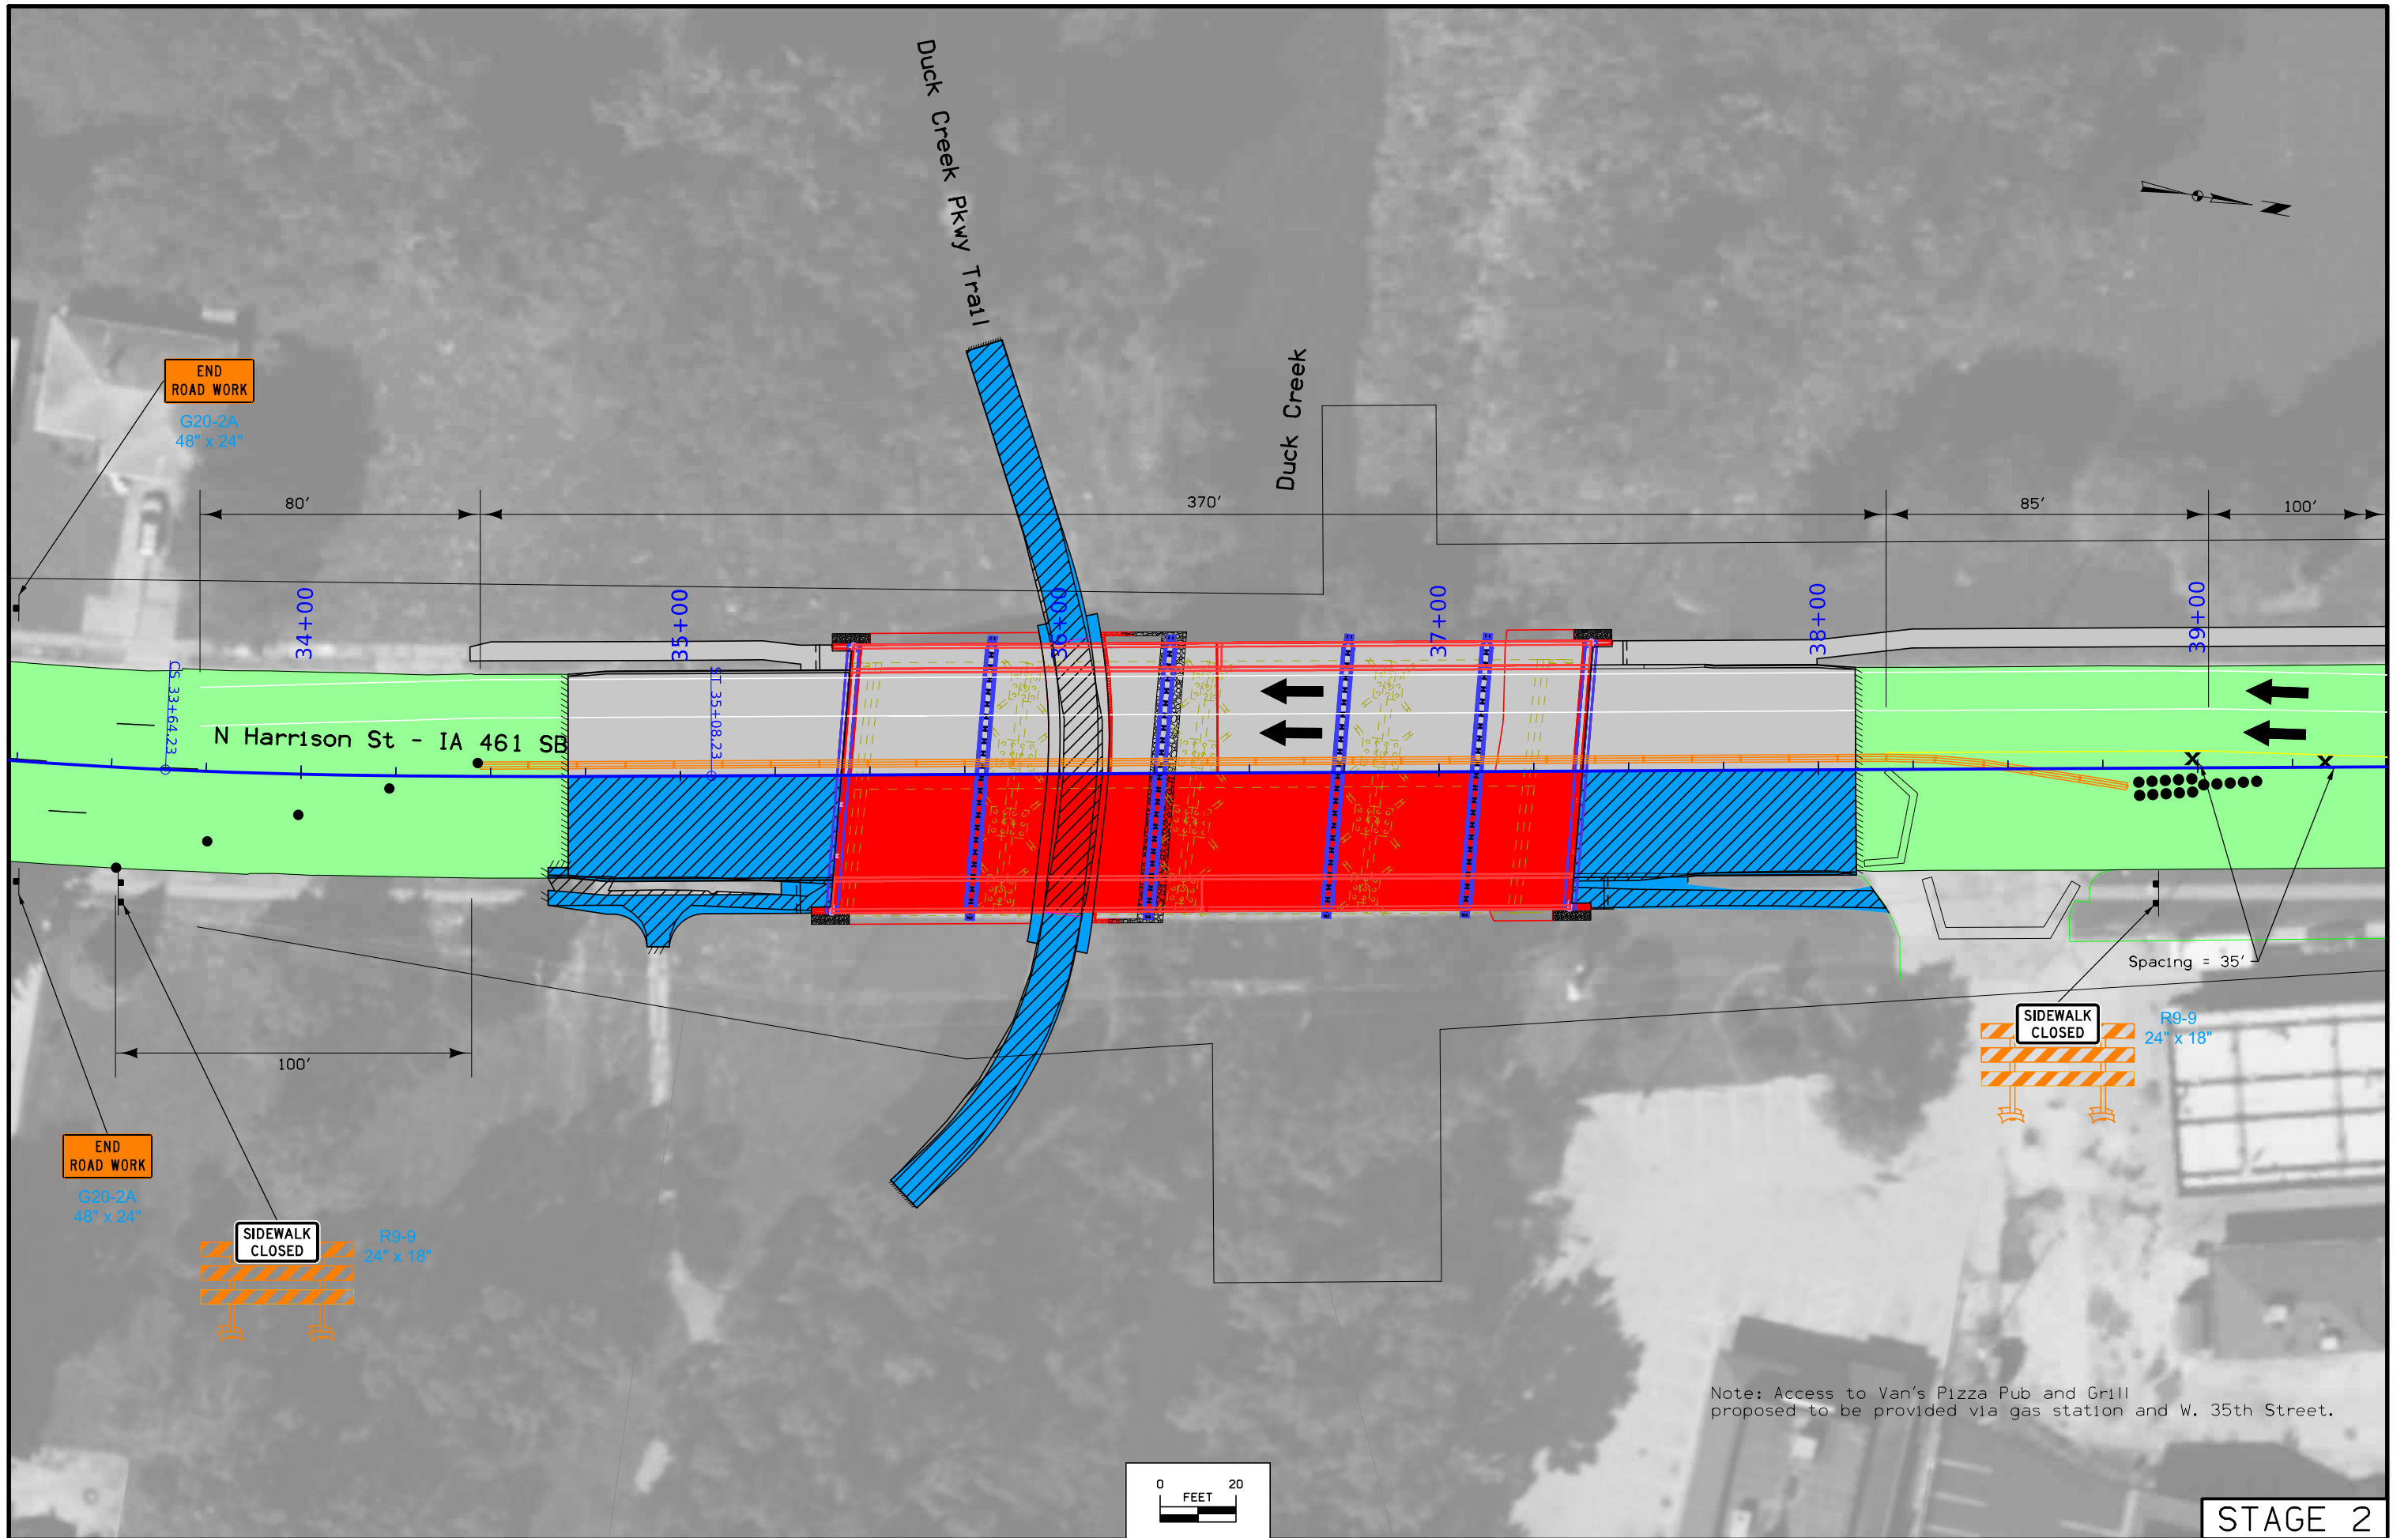 Duck Creek Pkwy Trail
Duck Creek
N
END
ROAD WORK
G20-2A
48" x 24"
80'
370'
85'
100'
34+00
35+00
36+00
37+00
38+00
39+00
CS 33+64.23
ST 35+08.23
N Harrison St - IA 461 SB
Spacing = 35'
SIDEWALK
CLOSED
R9-9
24" x 18"
100'
END
ROAD WORK
G20-2A
48" x 24"
SIDEWALK
CLOSED
R9-9
24" x 18"
Note: Access to Van's Pizza Pub and Grill
proposed to be provided via gas station and W. 35th Street.
0 20
FEET
STAGE 2